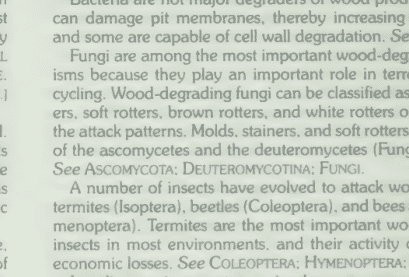 Bacteria are not major degraders of wood
can damage pit membranes, thereby increasing
and some are capable of cell wall degradation. Se
Fungi are among the most important wood-deg
isms because they play an important role in terre
cycling. Wood-degrading fungi can be classified as
ers, soft rotters, brown rotters, and white rotters o
the attack patterns. Molds, stainers, and soft rotters
of the ascomycetes and the deuteromycetes (Fung
See ASCOMYCOTA; DEUTEROMYCOTINA; FUNGI.
A number of insects have evolved to attack wo
termites (Isoptera), beetles (Coleoptera), and bees
menoptera). Termites are the most important wo
insects in most environments, and their activity
economic losses. See COLEOPTERA; HYMENOPTERA;